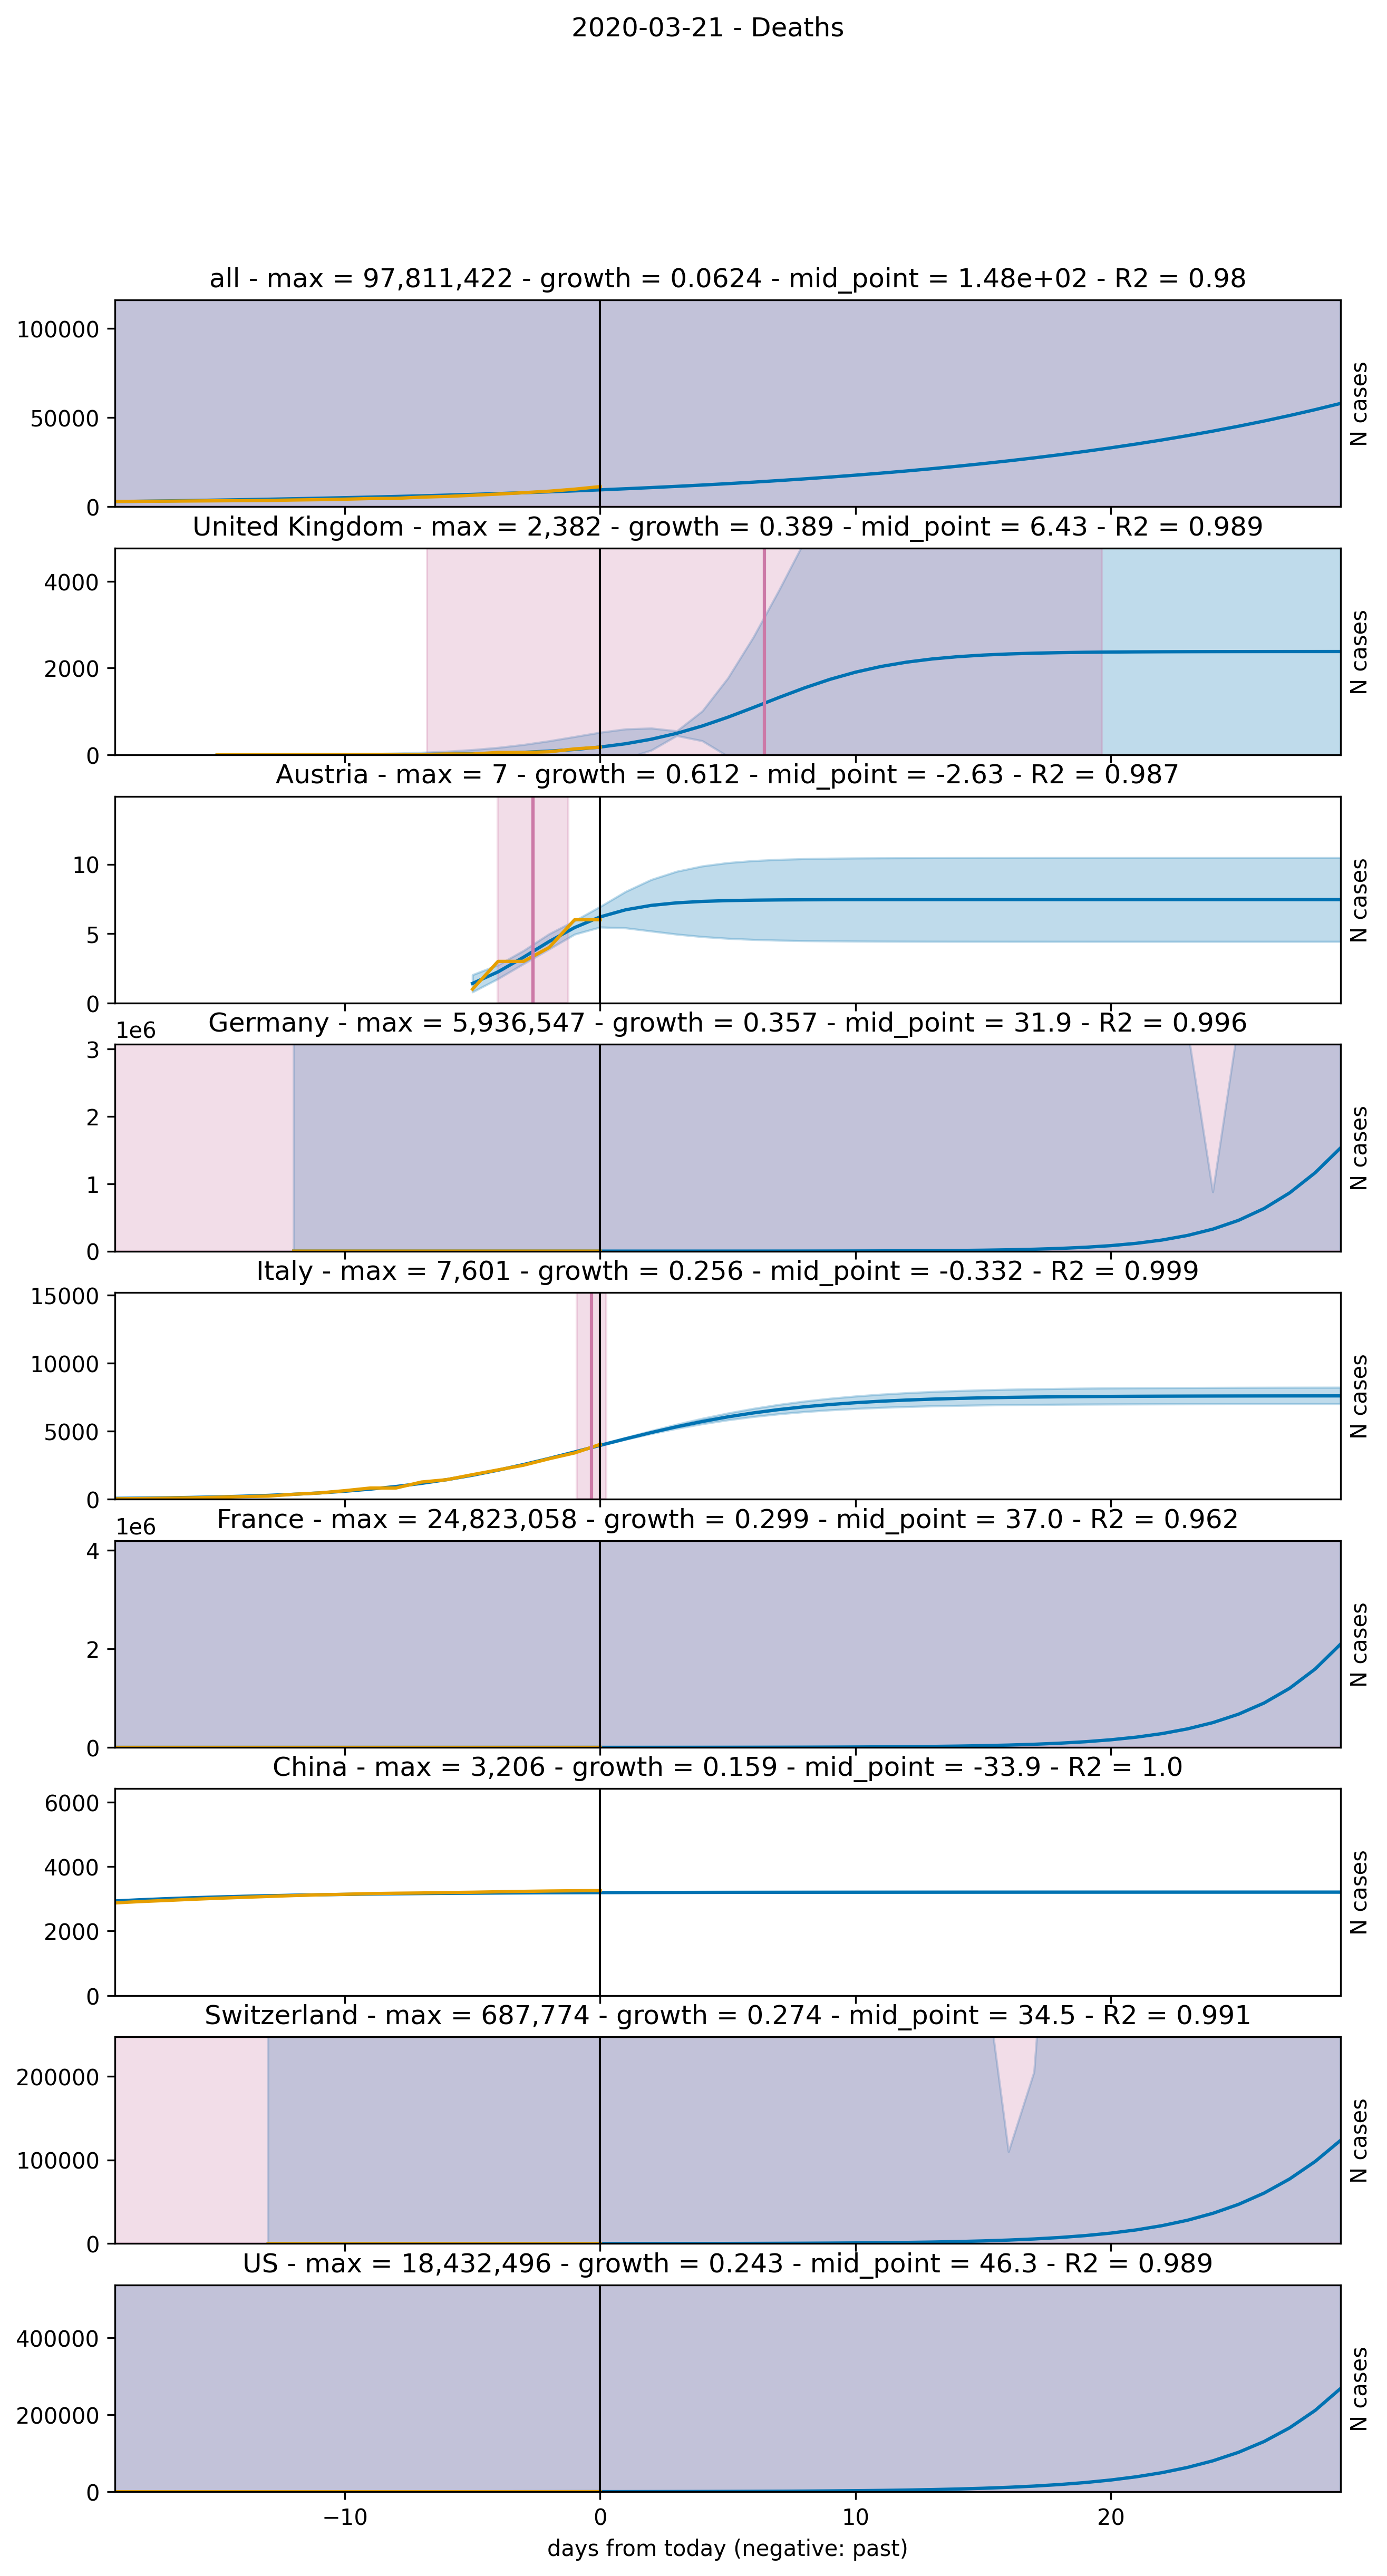 2020-03-21 - Deaths
all - max = 97,811,422 - growth = 0.0624 - mid_point = 1.48e+02 - R2 = 0.98
100000
50000
0
N cases
United Kingdom - max = 2,382 - growth = 0.389 - mid_point = 6.43 - R2 = 0.989
4000
2000
0
N cases
Austria - max = 7 - growth = 0.612 - mid_point = -2.63 - R2 = 0.987
10
5
0
N cases
1e6
Germany - max = 5,936,547 - growth = 0.357 - mid_point = 31.9 - R2 = 0.996
3
2
1
0
N cases
Italy - max = 7,601 - growth = 0.256 - mid_point = -0.332 - R2 = 0.999
15000
10000
5000
0
N cases
1e6
France - max = 24,823,058 - growth = 0.299 - mid_point = 37.0 - R2 = 0.962
4
2
0
N cases
China - max = 3,206 - growth = 0.159 - mid_point = -33.9 - R2 = 1.0
6000
4000
2000
0
N cases
Switzerland - max = 687,774 - growth = 0.274 - mid_point = 34.5 - R2 = 0.991
200000
100000
0
N cases
US - max = 18,432,496 - growth = 0.243 - mid_point = 46.3 - R2 = 0.989
400000
200000
0
N cases
−10 0 10 20
days from today (negative: past)